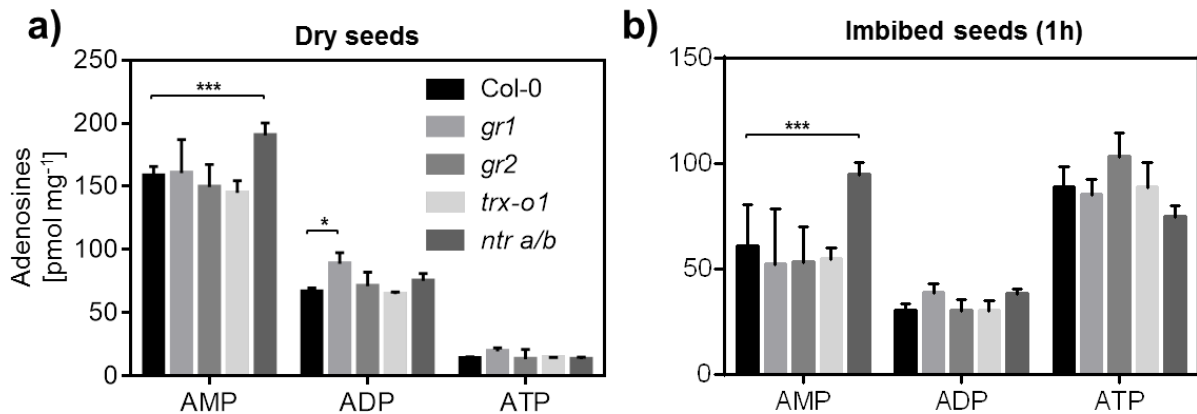 a)
Dry seeds
Adenosines
[pmol mg⁻¹]
250
200
150
100
50
0
***
*
Col-0
gr1
gr2
trx-o1
ntr a/b
AMP ADP ATP
b)
Imbibed seeds (1h)
150
100
50
0
***
AMP ADP ATP